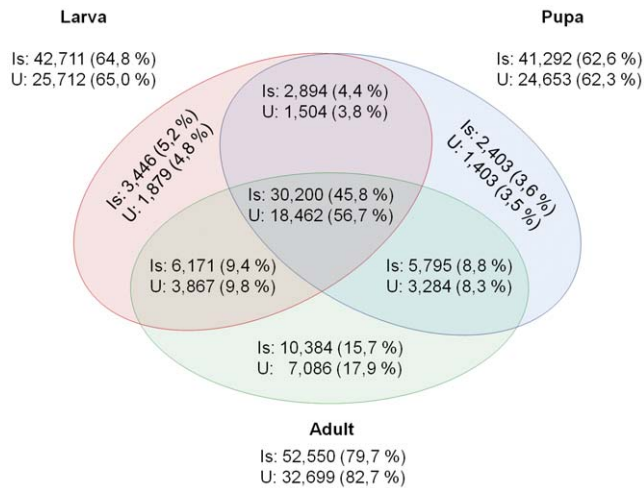 Larva
Is: 42,711 (64,8 %)
U: 25,712 (65,0 %)
Pupa
Is: 41,292 (62,6 %)
U: 24,653 (62,3 %)
Is: 2,894 (4,4 %)
U: 1,504 (3,8 %)
Is: 3,446 (5,2 %)
U: 1,879 (4,8 %)
Is: 2,403 (3,6 %)
U: 1,403 (3,5 %)
Is: 30,200 (45,8 %)
U: 18,462 (56,7 %)
Is: 6,171 (9,4 %)
U: 3,867 (9,8 %)
Is: 5,795 (8,8 %)
U: 3,284 (8,3 %)
Is: 10,384 (15,7 %)
U: 7,086 (17,9 %)
Adult
Is: 52,550 (79,7 %)
U: 32,699 (82,7 %)